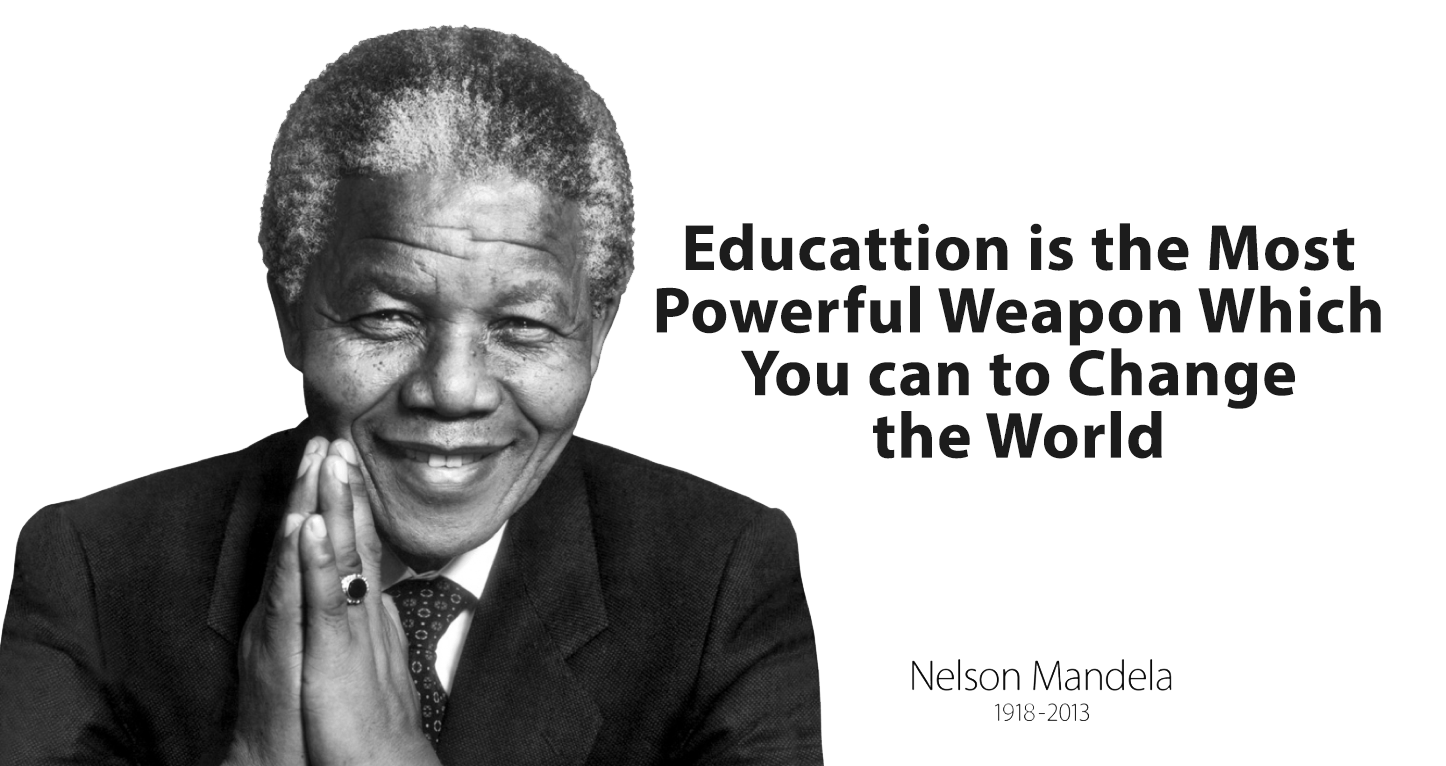 Educattion is the Most
Powerful Weapon Which
You can to Change
the World
Nelson Mandela
1918-2013